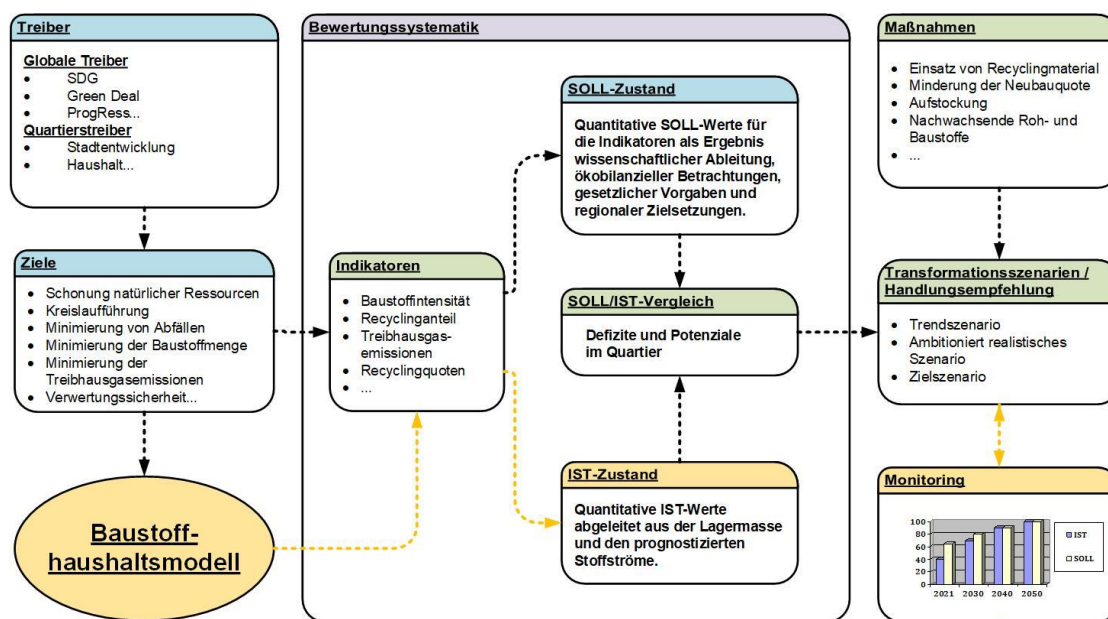 Treiber
Globale Treiber
• SDG
• Green Deal
• ProgRess...
Quartierstreiber
• Stadtentwicklung
• Haushalt...
Ziele
• Schonung natürlicher Ressourcen
• Kreislaufführung
• Minimierung von Abfällen
• Minimierung der Baustoffmenge
• Minimierung der
Treibhausgasemissionen
• Verwertungssicherheit...
Baustoff-
haushaltsmodell
Bewertungssystematik
Indikatoren
• Baustoffintensität
• Recyclinganteil
• Treibhausgas-
emissionen
• Recyclingquoten
• ...
SOLL-Zustand
Quantitative SOLL-Werte für
die Indikatoren als Ergebnis
wissenschaftlicher Ableitung,
ökobilanzieller Betrachtungen,
gesetzlicher Vorgaben und
regionaler Zielsetzungen.
SOLL/IST-Vergleich
Defizite und Potenziale
im Quartier
IST-Zustand
Quantitative IST-Werte
abgeleitet aus der Lagermasse
und den prognostizierten
Stoffströme.
Maßnahmen
• Einsatz von Recyclingmaterial
• Minderung der Neubauquote
• Aufstockung
• Nachwachsende Roh- und
Baustoffe
• ...
Transformationsszenarien /
Handlungsempfehlung
• Trendszenario
• Ambitioniert realistisches
Szenario
• Zielszenario
Monitoring
100
80
60
40
20
0
2021 2030 2040 2050
IST
SOLL